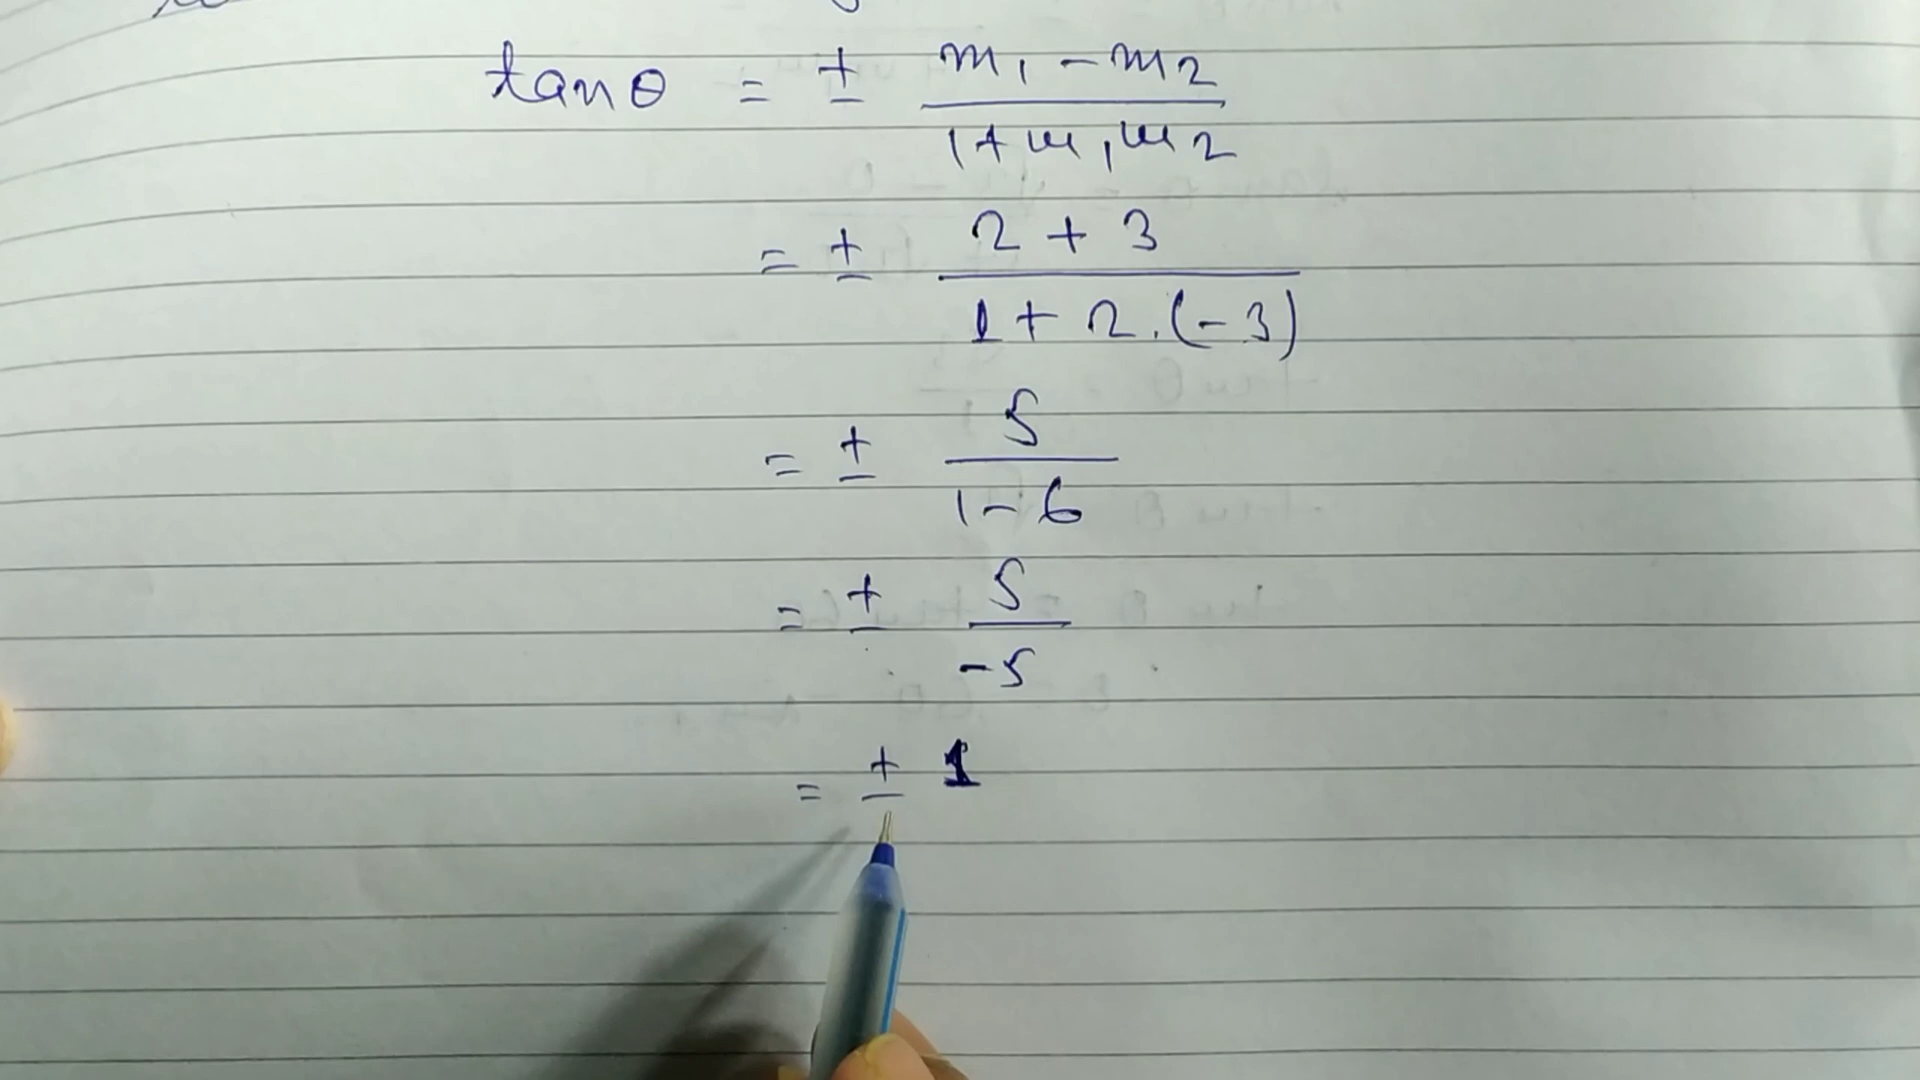 tanθ = ± m1 - m2 / 1+m1m2
= ± 2 + 3 / 1 + 2.(-3)
= ± 5 / 1-6
= ± 5 / -5
= ± 1